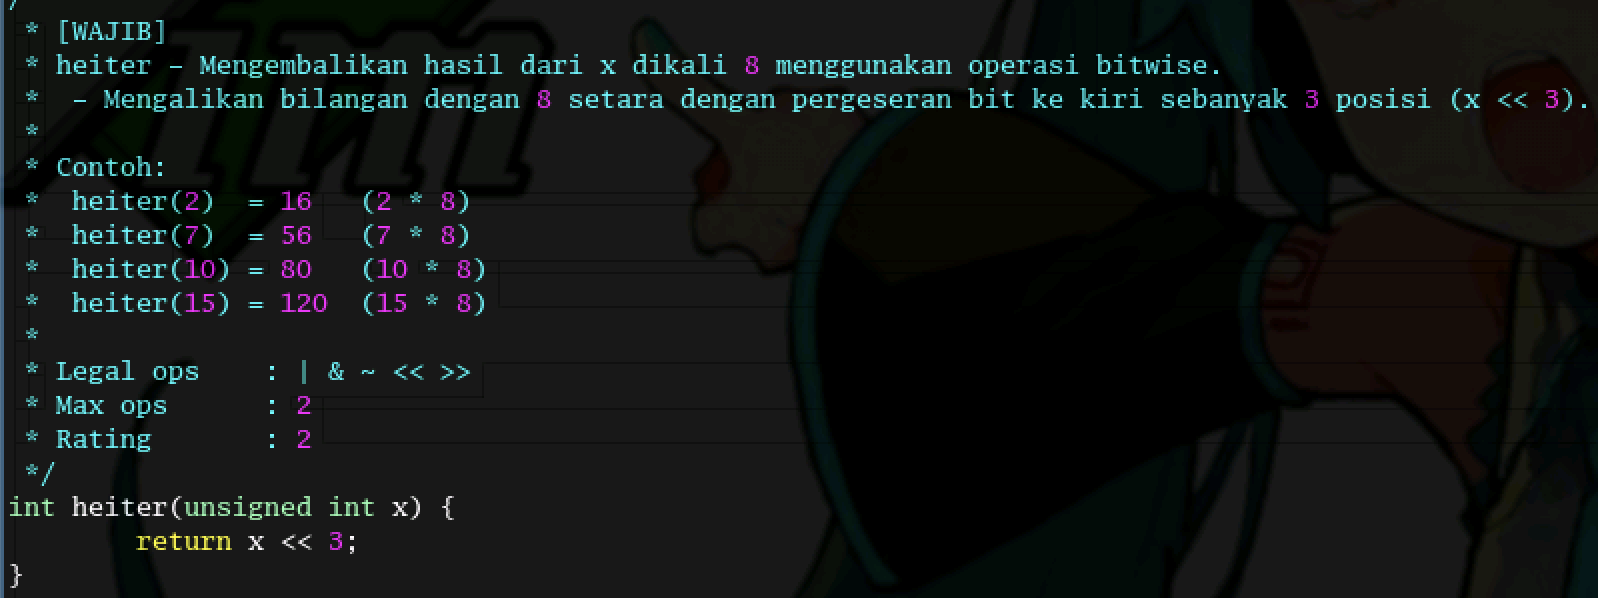 /
* [WAJIB]
* heiter – Mengembalikan hasil dari x dikali 8 menggunakan operasi bitwise.
*  – Mengalikan bilangan dengan 8 setara dengan pergeseran bit ke kiri sebanyak 3 posisi (x << 3).
*
* Contoh:
*  heiter(2)  = 16   (2 * 8)
*  heiter(7)  = 56   (7 * 8)
*  heiter(10) = 80   (10 * 8)
*  heiter(15) = 120  (15 * 8)
*
* Legal ops    : | & ~ << >>
* Max ops      : 2
* Rating       : 2
*/
int heiter(unsigned int x) {
        return x << 3;
}